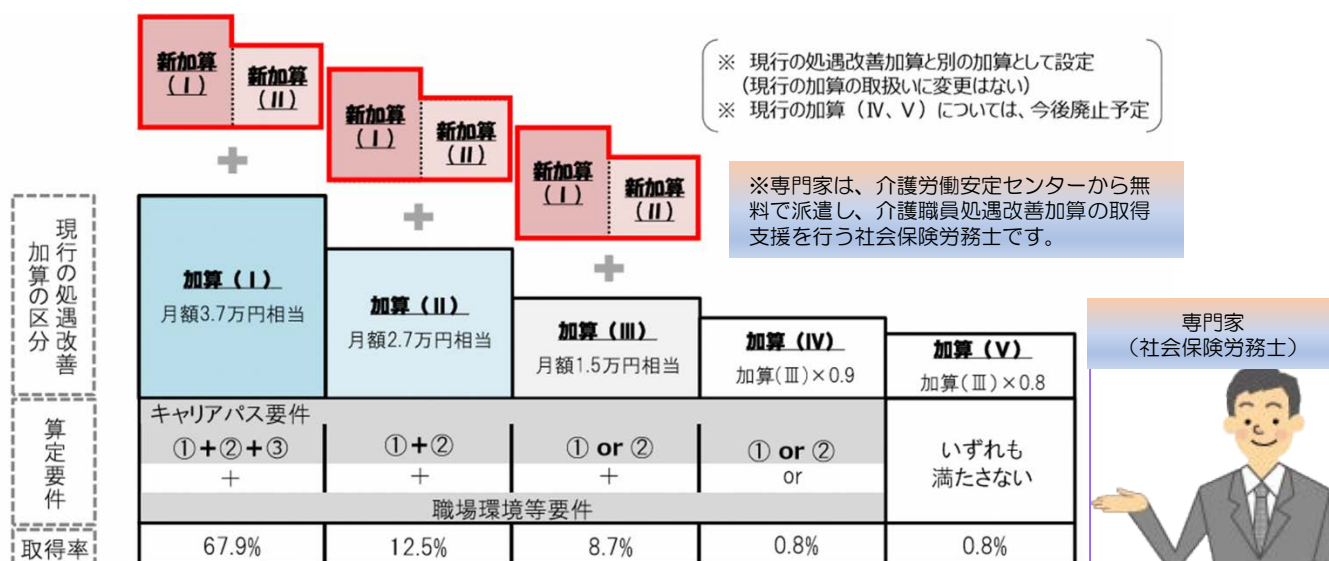 新加算
(Ⅰ)
新加算
(Ⅱ)
新加算
(Ⅰ)
新加算
(Ⅱ)
新加算
(Ⅰ)
新加算
(Ⅱ)
※ 現行の処遇改善加算と別の加算として設定
(現行の加算の取扱いに変更はない)
※ 現行の加算(Ⅳ、Ⅴ)については、今後廃止予定
※専門家は、介護労働安定センターから無
料で派遣し、介護職員処遇改善加算の取得
支援を行う社会保険労務士です。
現行の処遇改善
加算の区分
加算(Ⅰ)
月額3.7万円相当
加算(Ⅱ)
月額2.7万円相当
加算(Ⅲ)
月額1.5万円相当
加算(Ⅳ)
加算(Ⅲ)×0.9
加算(Ⅴ)
加算(Ⅲ)×0.8
専門家
(社会保険労務士)
算定要件
キャリアパス要件
①+②+③
①+②
① or ②
① or ②
いずれも
満たさない
+
+
+
or
職場環境等要件
取得率
67.9%
12.5%
8.7%
0.8%
0.8%